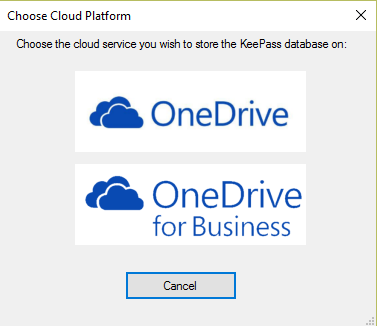 Choose Cloud Platform
Choose the cloud service you wish to store the KeePass database on:
OneDrive
OneDrive
for Business
Cancel